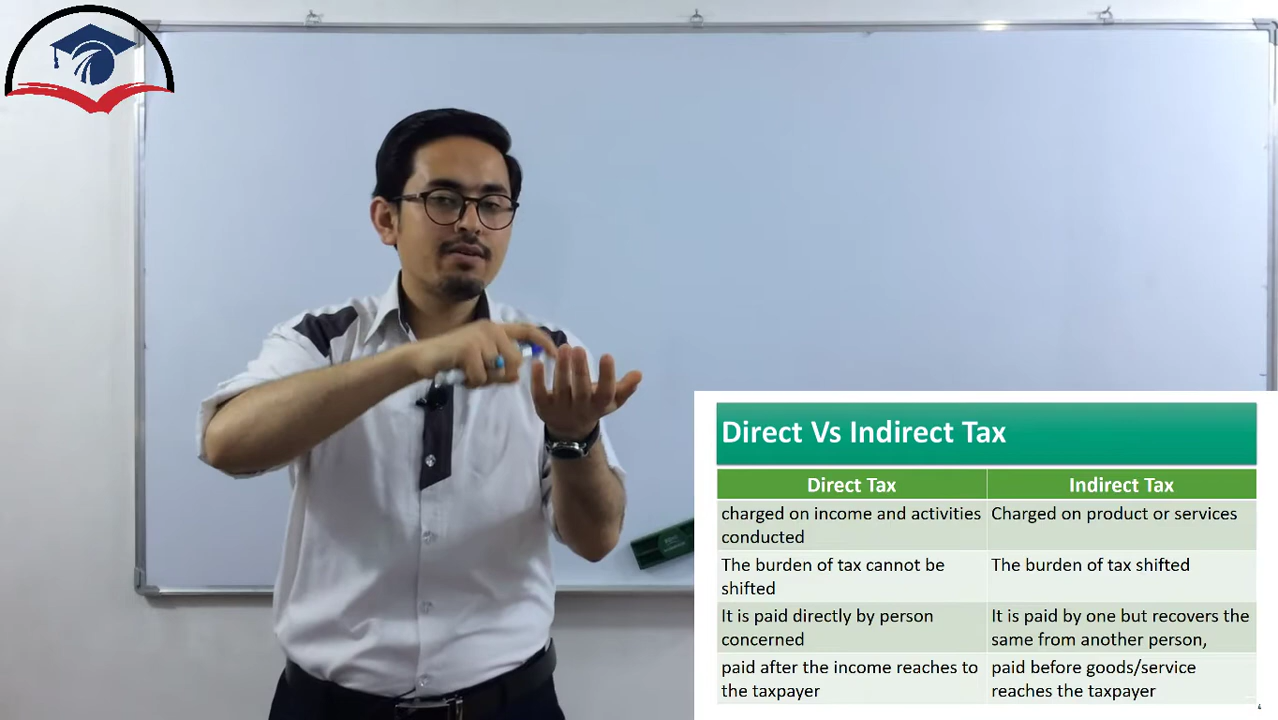 Direct Vs Indirect Tax
Direct Tax
Indirect Tax
charged on income and activities
conducted
Charged on product or services
The burden of tax cannot be
shifted
The burden of tax shifted
It is paid directly by person
concerned
It is paid by one but recovers the
same from another person,
paid after the income reaches to
the taxpayer
paid before goods/service
reaches the taxpayer
4